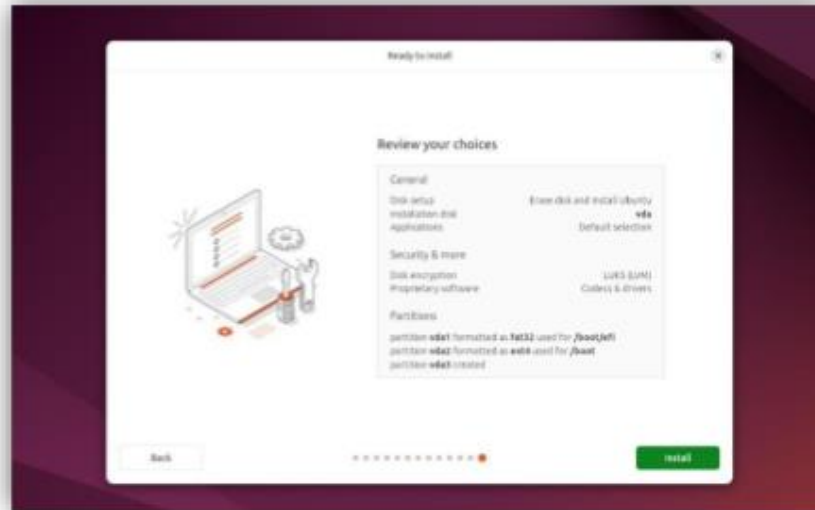 Ready to install
Review your choices
General
Disk setup Erase disk and install Ubuntu
Installation disk vda
Applications Default selection
Security & more
Disk encryption LUKS (LVM)
Proprietary software Codecs & drivers
Partitions
partition vda1 formatted as fat32 used for /boot/efi
partition vda2 formatted as ext4 used for /boot
partition vda3 created
Back
Install